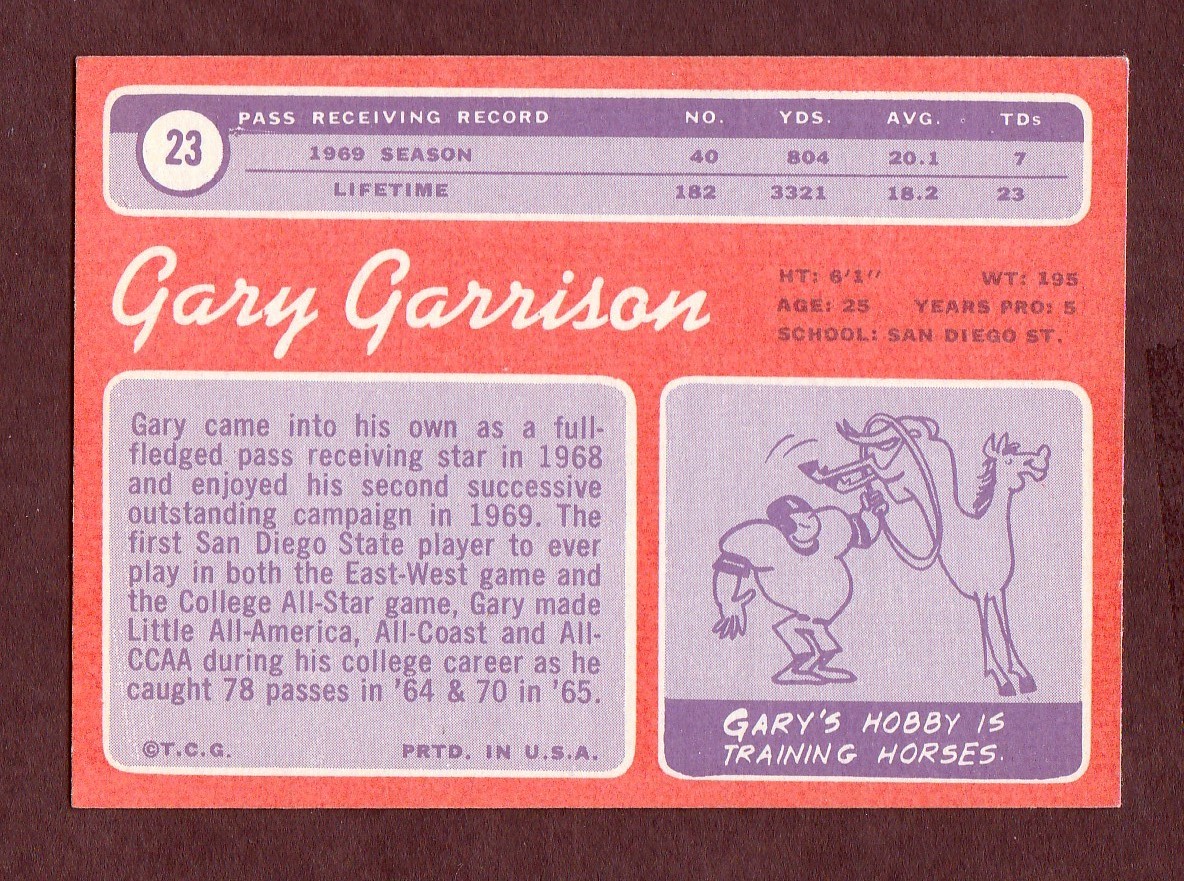 23
PASS RECEIVING RECORD NO. YDS. AVG. TDs
1969 SEASON 40 804 20.1 7
LIFETIME 182 3321 18.2 23
Gary Garrison
HT: 6'1" WT: 195
AGE: 25 YEARS PRO: 5
SCHOOL: SAN DIEGO ST.
Gary came into his own as a full-
fledged pass receiving star in 1968
and enjoyed his second successive
outstanding campaign in 1969. The
first San Diego State player to ever
play in both the East-West game and
the College All-Star game, Gary made
Little All-America, All-Coast and All-
CCAA during his college career as he
caught 78 passes in '64 & 70 in '65.
©T.C.G. PRTD. IN U.S.A.
GARY'S HOBBY IS
TRAINING HORSES.